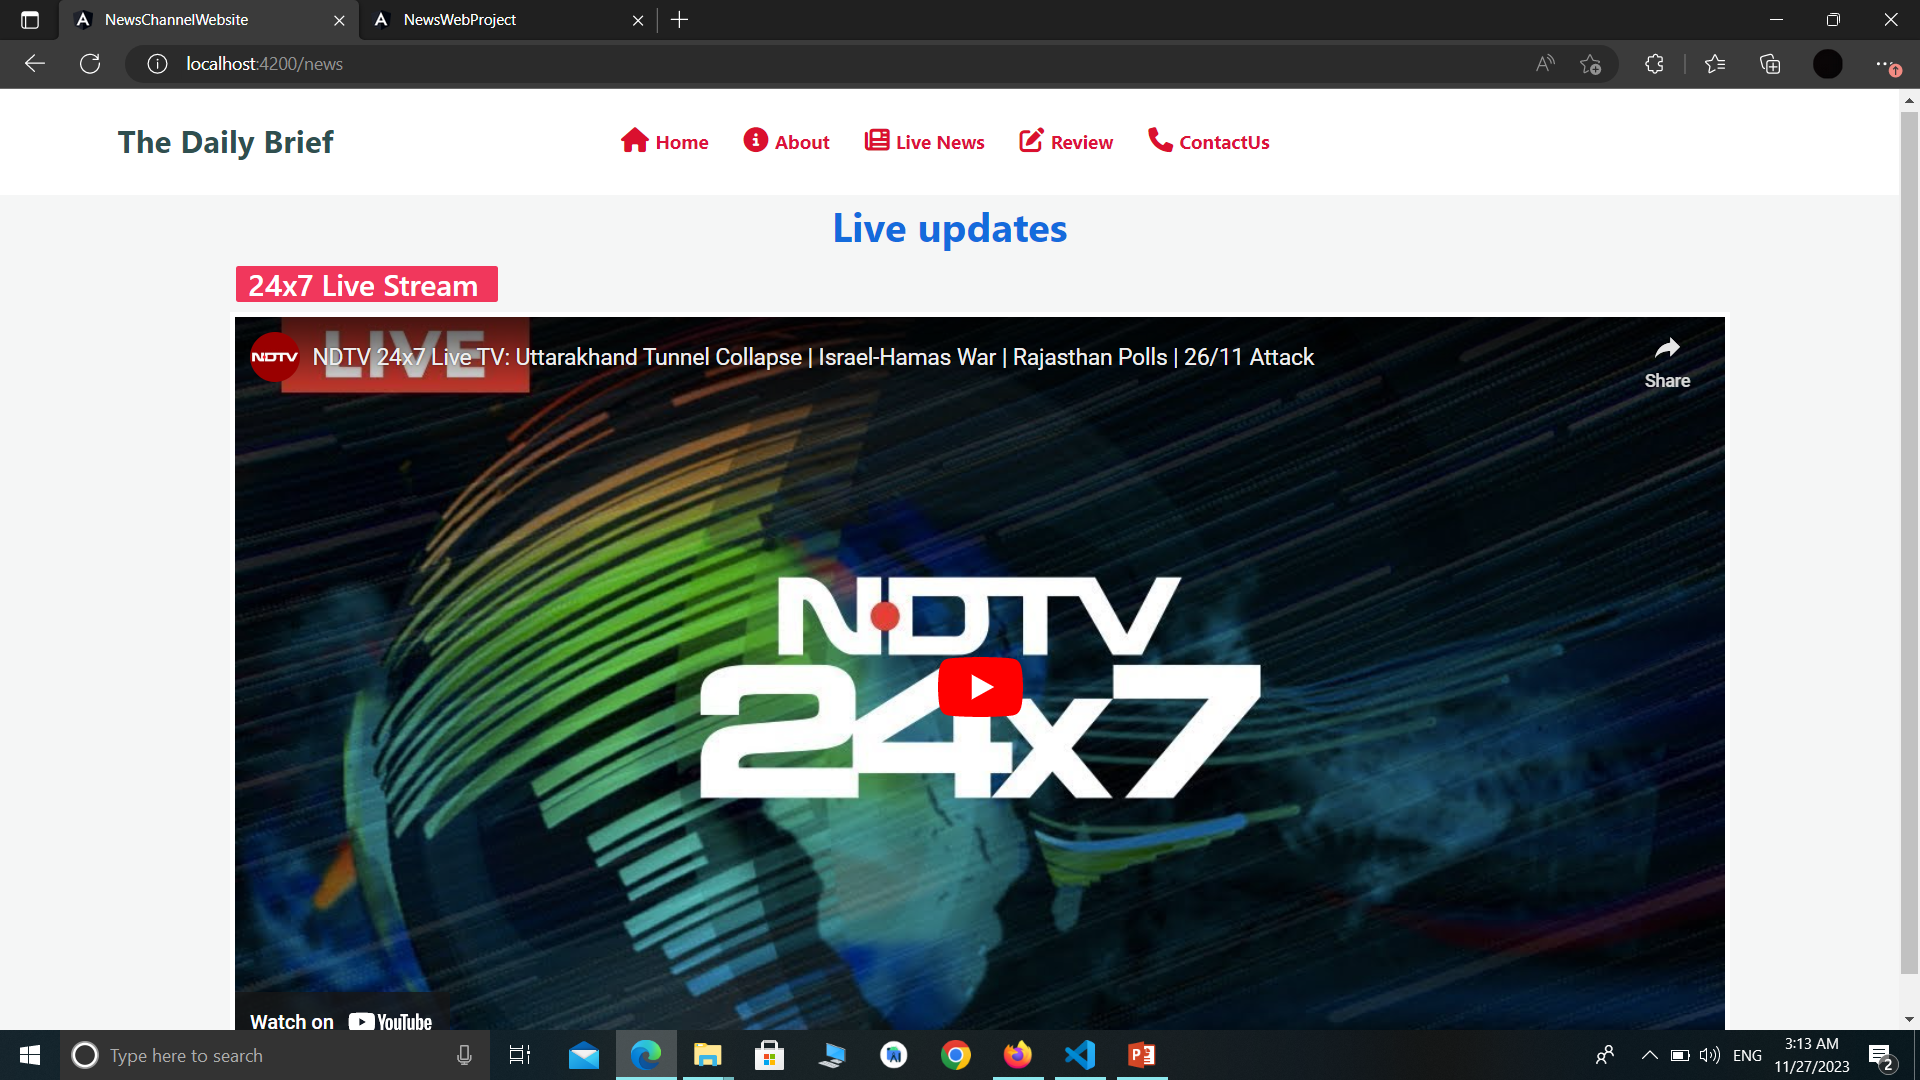 NewsChannelWebsite
NewsWebProject
localhost:4200/news
The Daily Brief
Home
About
Live News
Review
ContactUs
Live updates
24x7 Live Stream
LIVE
NDTV
NDTV 24x7 Live TV: Uttarakhand Tunnel Collapse | Israel-Hamas War | Rajasthan Polls | 26/11 Attack
Share
NDTV
24x7
Watch on YouTube
Type here to search
ENG
3:13 AM
11/27/2023
2